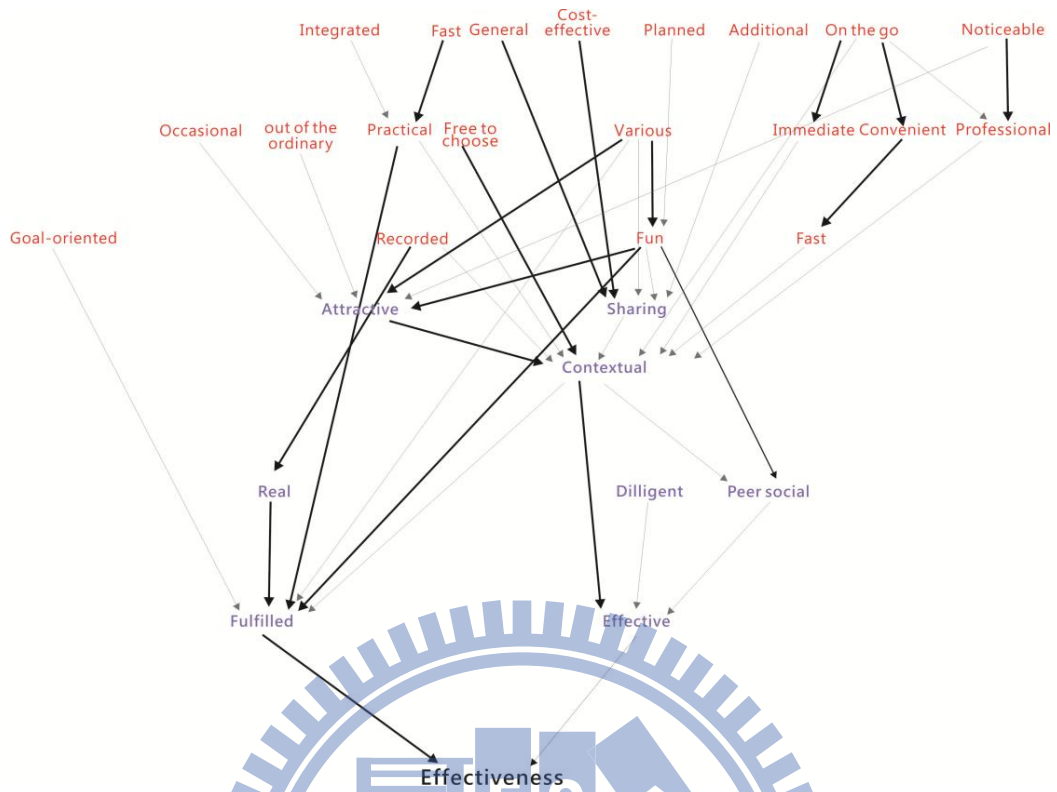 Integrated
Fast
General
Cost-
effective
Planned
Additional
On the go
Noticeable
Occasional
out of the
ordinary
Practical
Free to
choose
Various
Immediate
Convenient
Professional
Goal-oriented
Recorded
Fun
Fast
Attractive
Sharing
Contextual
Real
Dilligent
Peer social
Fulfilled
Effective
Effectiveness